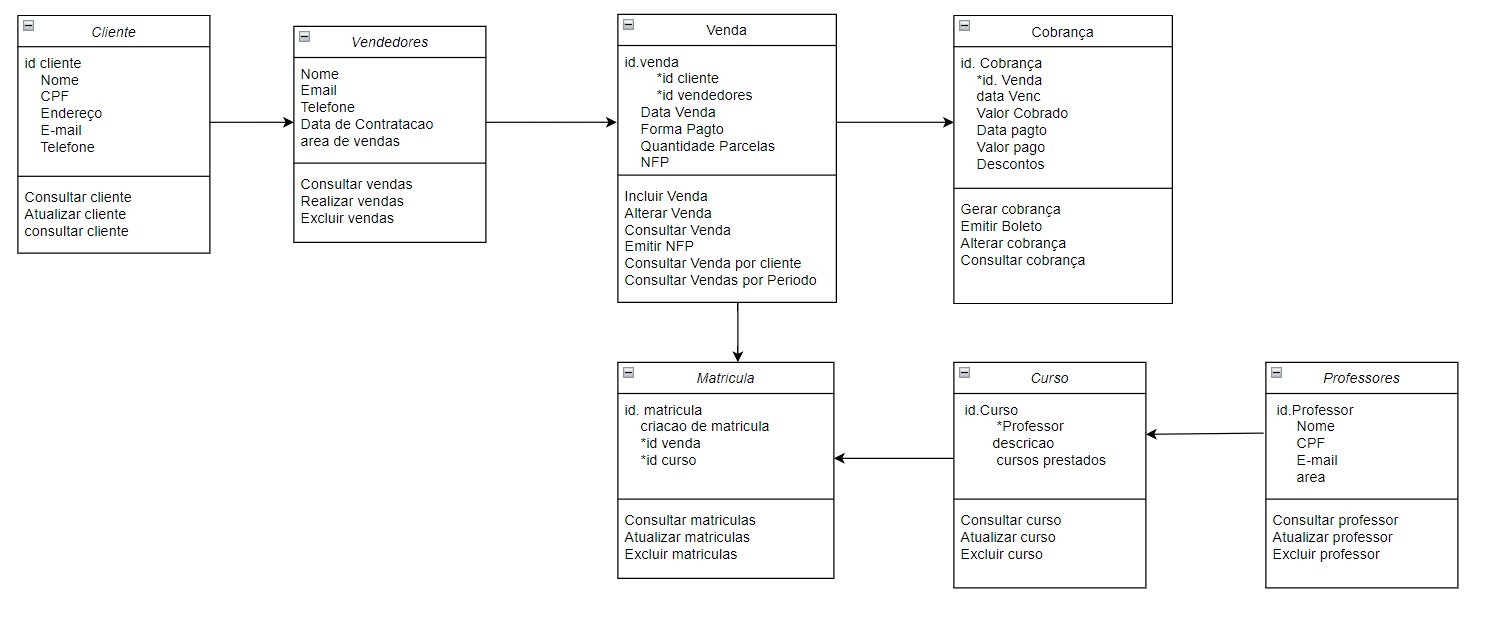 Cliente
id cliente
Nome
CPF
Endereço
E-mail
Telefone
Consultar cliente
Atualizar cliente
consultar cliente
Vendedores
Nome
Email
Telefone
Data de Contratacao
area de vendas
Consultar vendas
Realizar vendas
Excluir vendas
Venda
id.venda
*id cliente
*id vendedores
Data Venda
Forma Pagto
Quantidade Parcelas
NFP
Incluir Venda
Alterar Venda
Consultar Venda
Emitir NFP
Consultar Venda por cliente
Consultar Vendas por Periodo
Cobrança
id. Cobrança
*id. Venda
data Venc
Valor Cobrado
Data pagto
Valor pago
Descontos
Gerar cobrança
Emitir Boleto
Alterar cobrança
Consultar cobrança
Matricula
id. matricula
criacao de matricula
*id venda
*id curso
Consultar matriculas
Atualizar matriculas
Excluir matriculas
Curso
id.Curso
*Professor
descricao
cursos prestados
Consultar curso
Atualizar curso
Excluir curso
Professores
id.Professor
Nome
CPF
E-mail
area
Consultar professor
Atualizar professor
Excluir professor